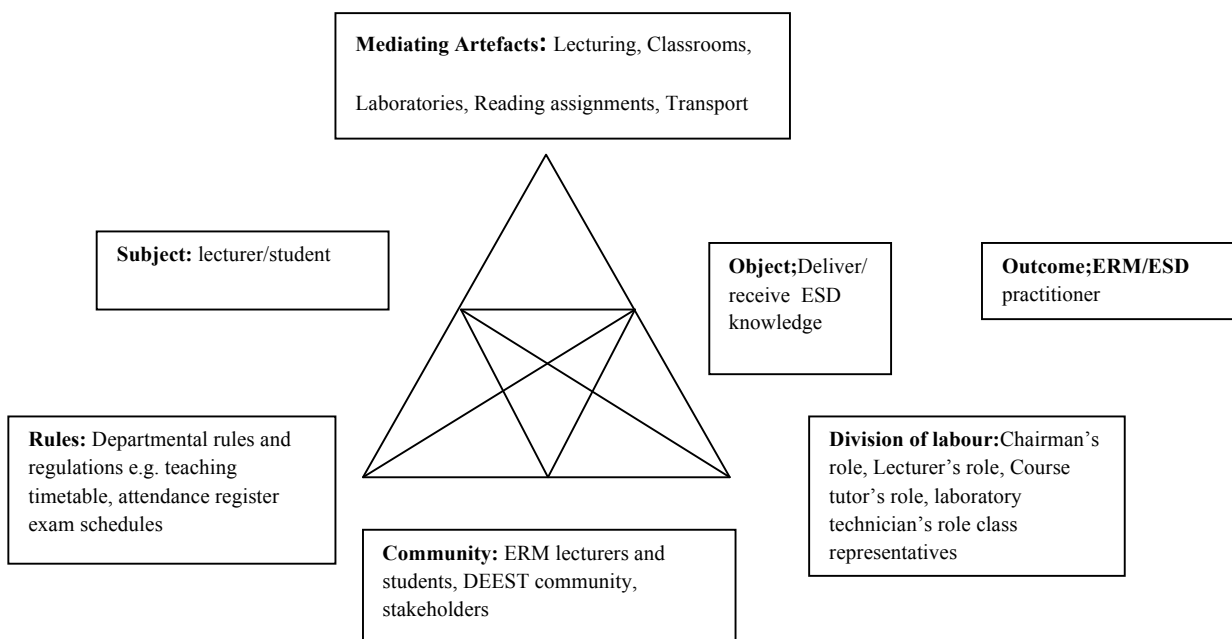 Mediating Artefacts: Lecturing, Classrooms,
Laboratories, Reading assignments, Transport
Subject: lecturer/student
Object;Deliver/
receive ESD
knowledge
Outcome;ERM/ESD
practitioner
Rules: Departmental rules and
regulations e.g. teaching
timetable, attendance register
exam schedules
Division of labour:Chairman’s
role, Lecturer’s role, Course
tutor’s role, laboratory
technician’s role class
representatives
Community: ERM lecturers and
students, DEEST community,
stakeholders